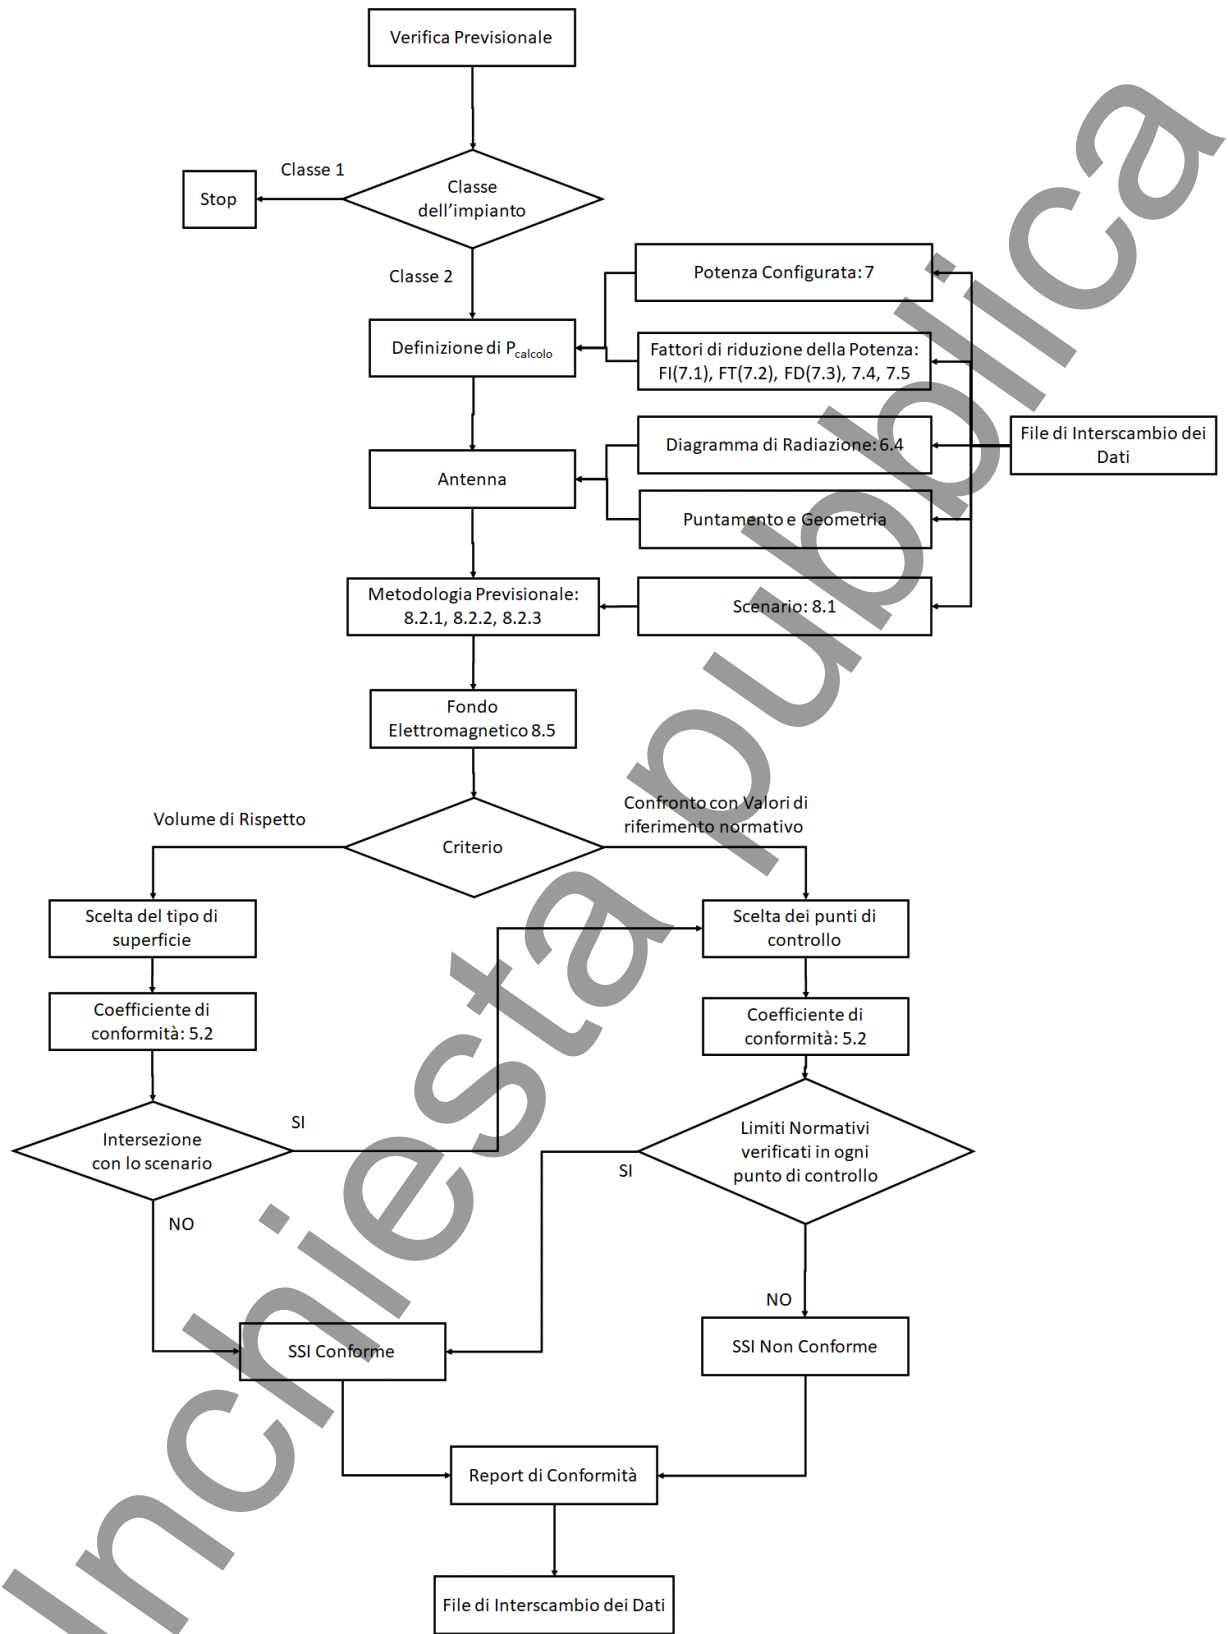 Verifica Previsionale
Classe 1
Stop
Classe
dell'impianto
Classe 2
Potenza Configurata: 7
Definizione di Pcalcolo
Fattori di riduzione della Potenza:
FI(7.1), FT(7.2), FD(7.3), 7.4, 7.5
Diagramma di Radiazione: 6.4
File di Interscambio dei
Dati
Antenna
Puntamento e Geometria
Metodologia Previsionale:
8.2.1, 8.2.2, 8.2.3
Scenario: 8.1
Fondo
Elettromagnetico 8.5
Volume di Rispetto
Criterio
Confronto con Valori di
riferimento normativo
Scelta del tipo di
superficie
Scelta dei punti di
controllo
Coefficiente di
conformità: 5.2
Coefficiente di
conformità: 5.2
Intersezione
con lo scenario
SI
Limiti Normativi
verificati in ogni
punto di controllo
SI
NO
NO
SSI Conforme
SSI Non Conforme
Report di Conformità
File di Interscambio dei Dati
Inchiesta pubblica